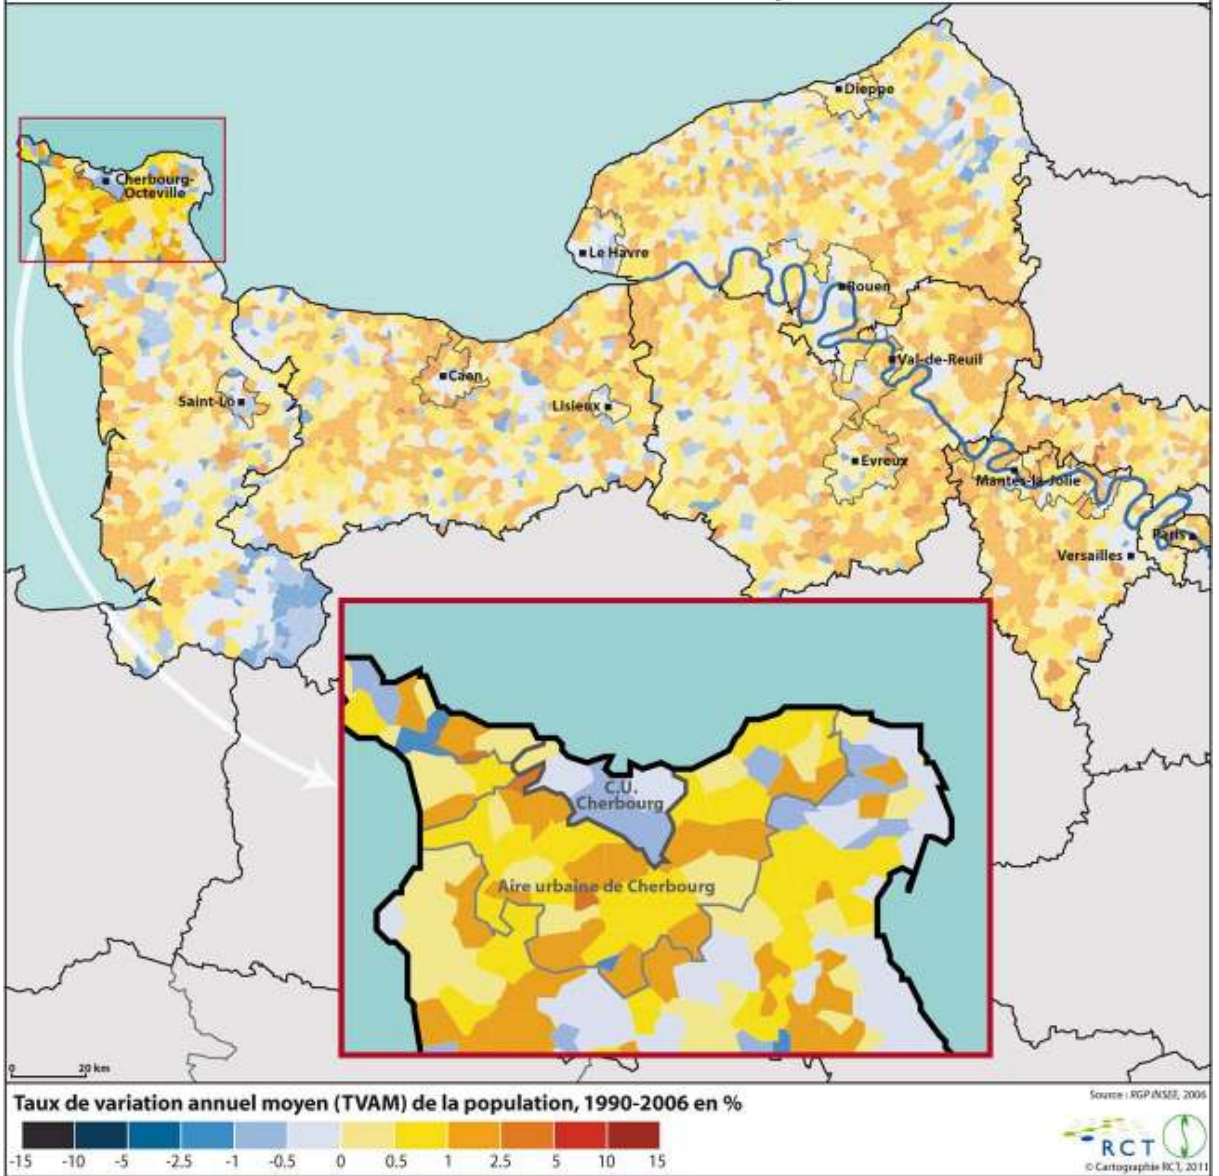 Dieppe
Cherbourg-
Octeville
Le Havre
Rouen
Val-de-Reuil
Caen
Saint-Lô
Lisieux
Evreux
Mantes-la-Jolie
Paris
Versailles
C.U.
Cherbourg
Aire urbaine de Cherbourg
0 20 km
Taux de variation annuel moyen (TVAM) de la population, 1990-2006 en %
-15 -10 -5 -2.5 -1 -0.5 0 0.5 1 2.5 5 10 15
Source : RGP INSEE, 2006
RCT
© Cartographie RCT, 2011